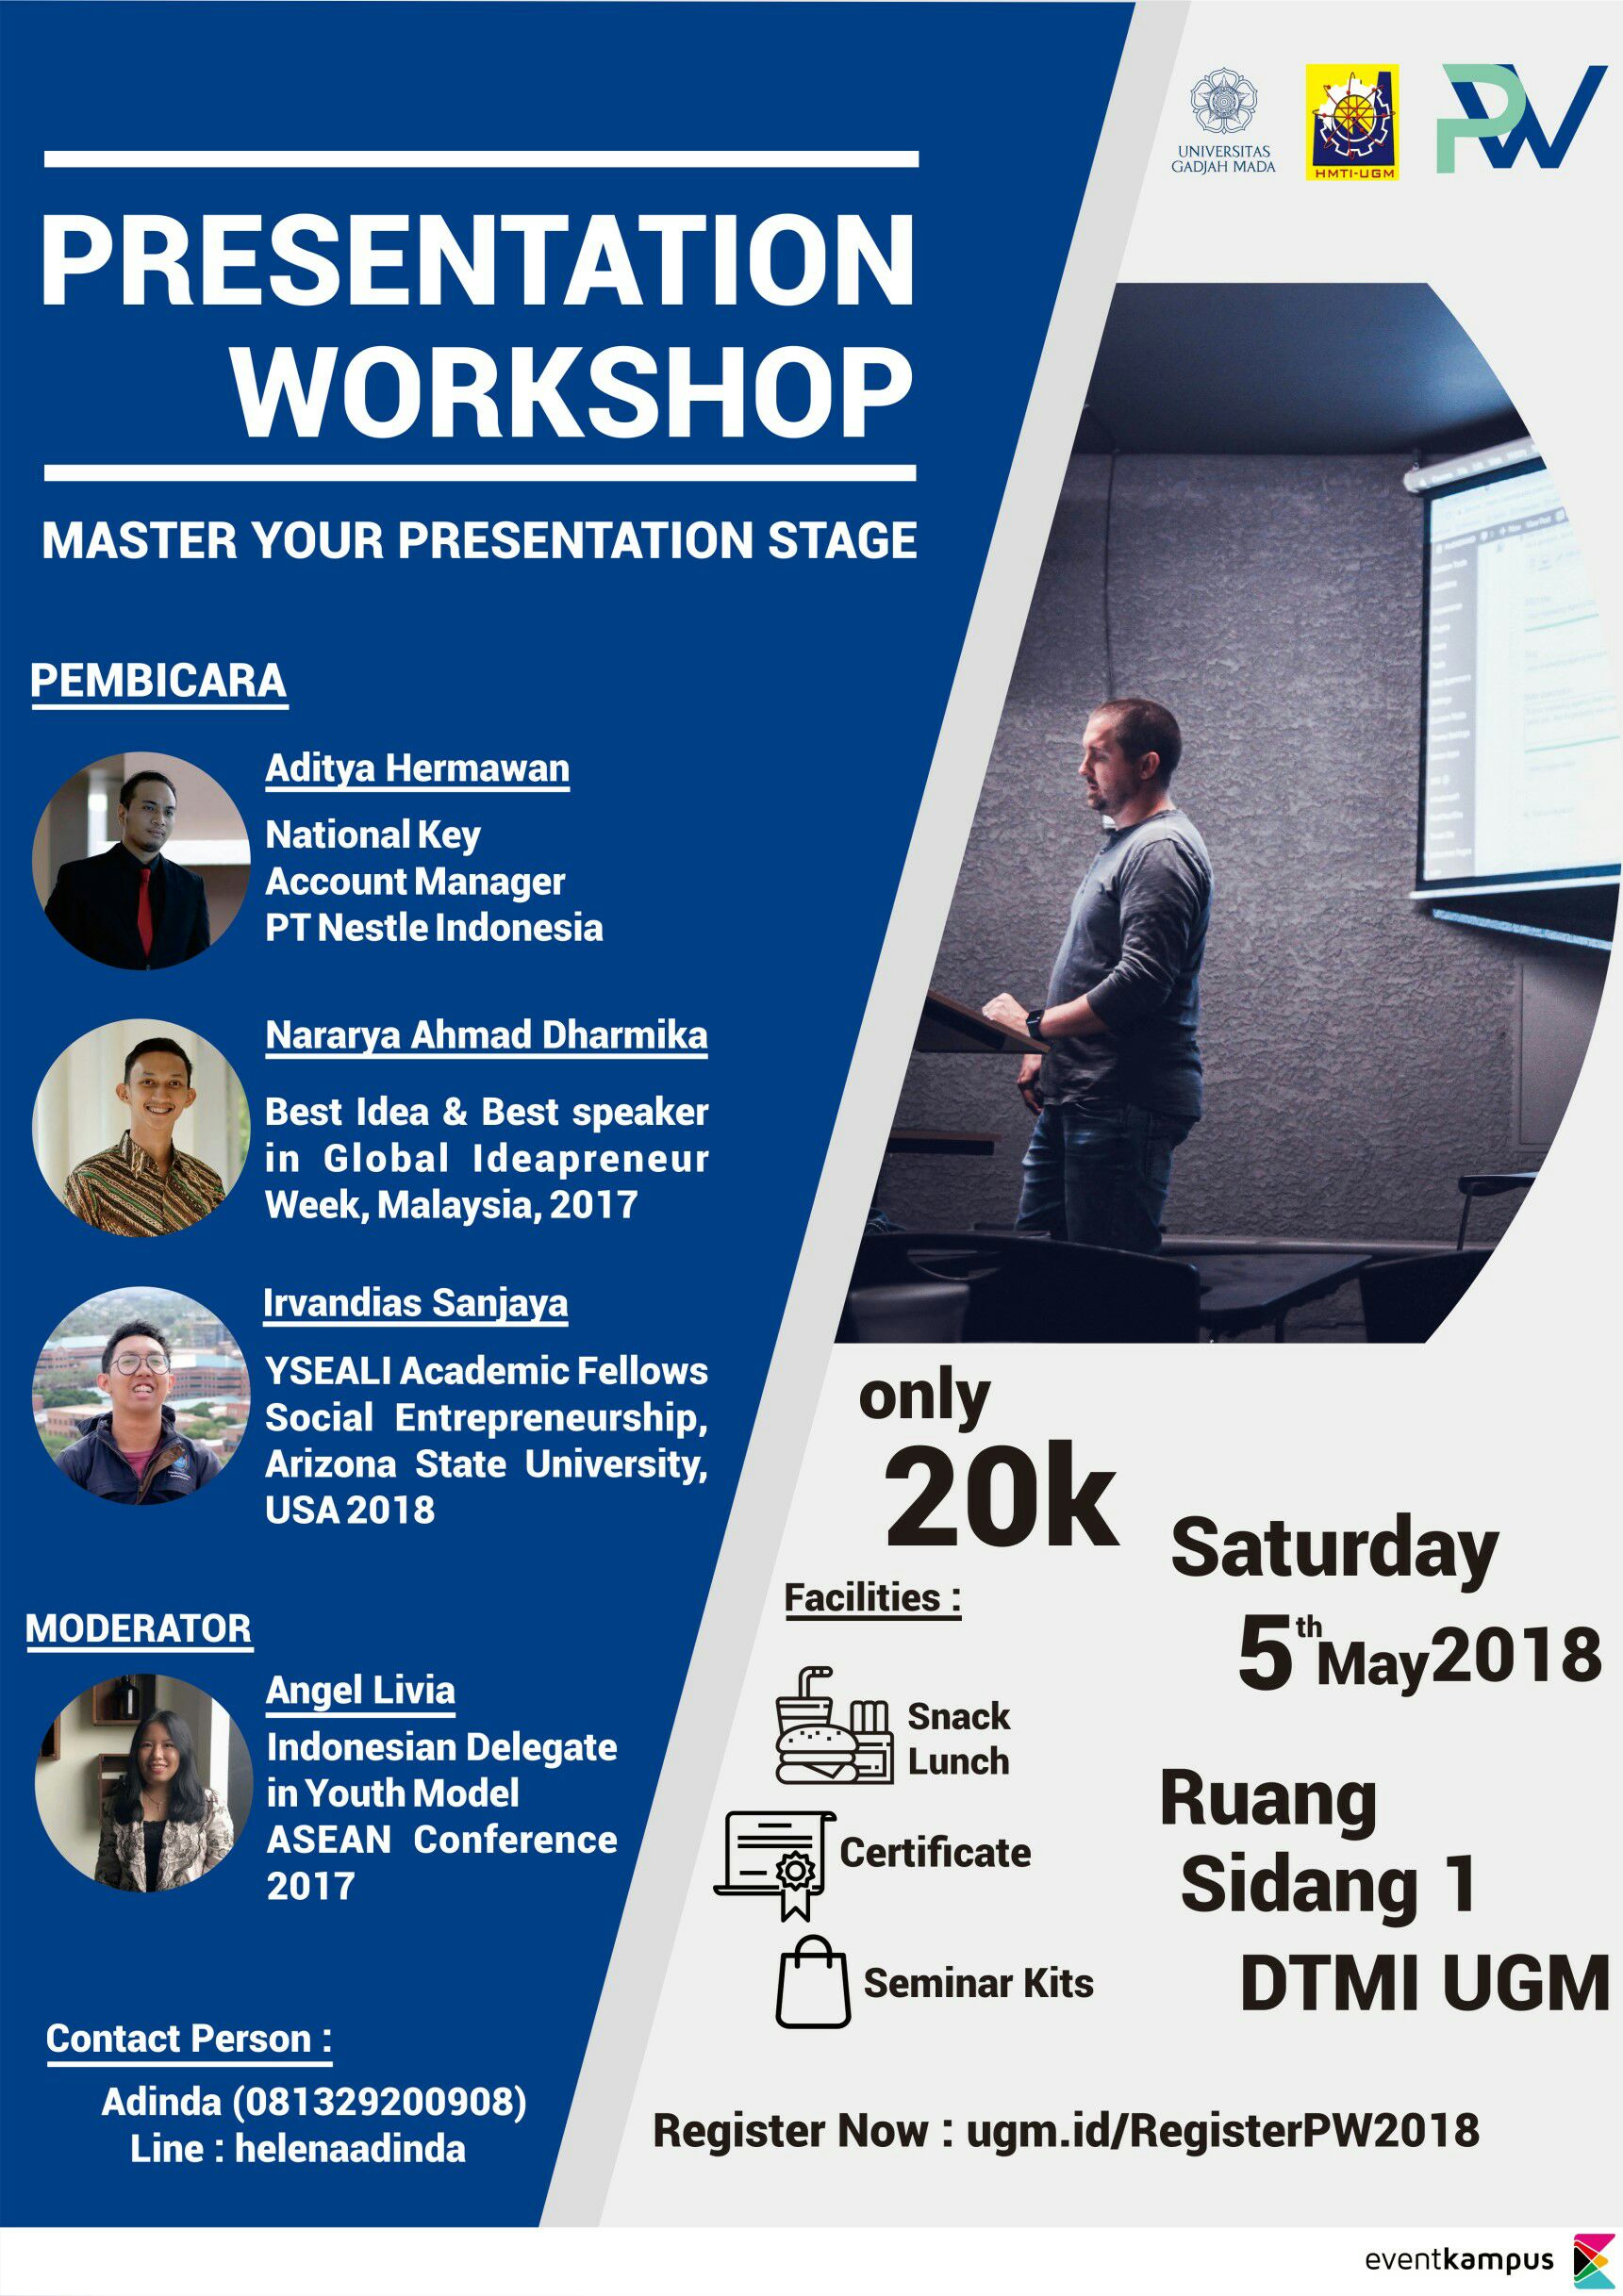 UNIVERSITAS
GADJAH MADA
HMTI-UGM
PW
PRESENTATION
WORKSHOP
MASTER YOUR PRESENTATION STAGE
PEMBICARA
Aditya Hermawan
National Key
Account Manager
PT Nestle Indonesia
Nararya Ahmad Dharmika
Best Idea & Best speaker
in Global Ideapreneur
Week, Malaysia, 2017
Irvandias Sanjaya
YSEALI Academic Fellows
Social Entrepreneurship,
Arizona State University,
USA 2018
MODERATOR
Angel Livia
Indonesian Delegate
in Youth Model
ASEAN Conference
2017
Contact Person :
Adinda (081329200908)
Line : helenaadinda
only
20k
Facilities :
Snack
Lunch
Certificate
Seminar Kits
Saturday
5th May 2018
Ruang
Sidang 1
DTMI UGM
Register Now : ugm.id/RegisterPW2018
eventkampus